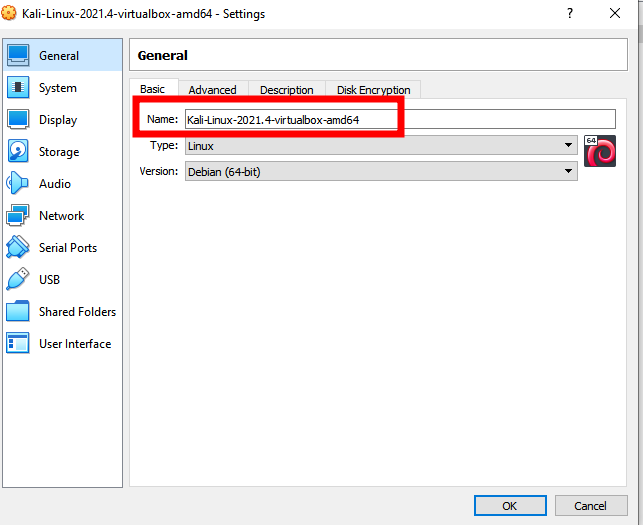 Kali-Linux-2021.4-virtualbox-amd64 - Settings
?
General
System
Display
Storage
Audio
Network
Serial Ports
USB
Shared Folders
User Interface
General
Basic Advanced Description Disk Encryption
Name: Kali-Linux-2021.4-virtualbox-amd64
Type: Linux
64
Version: Debian (64-bit)
OK Cancel